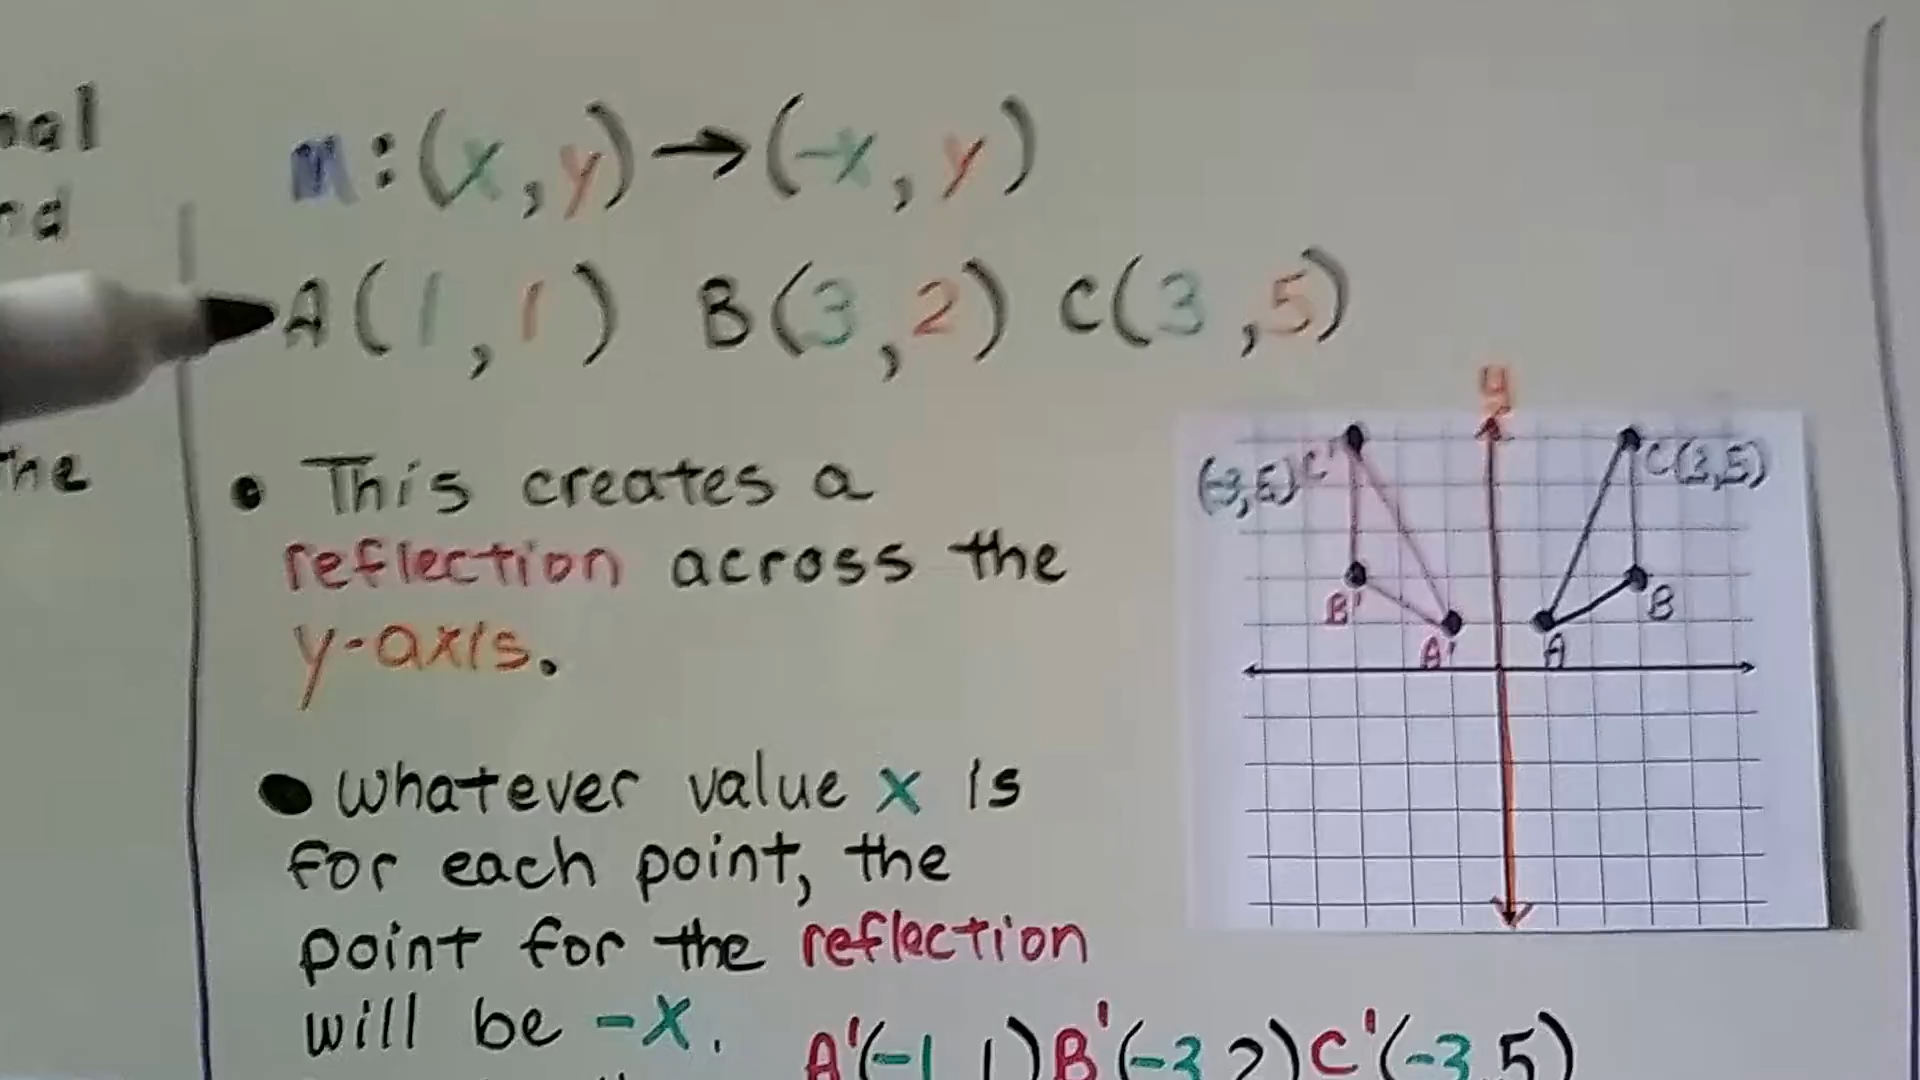 m:(x,y)→(-x,y)
A(1,1) B(3,2) C(3,5)
• This creates a
reflection across the
y-axis.
• Whatever value x is
for each point, the
point for the reflection
will be -x.
A'(-1 1) B'(-3 2) C'(-3 5)
y
(-3,5) C'
C(3,5)
B'
B
A'
A
he